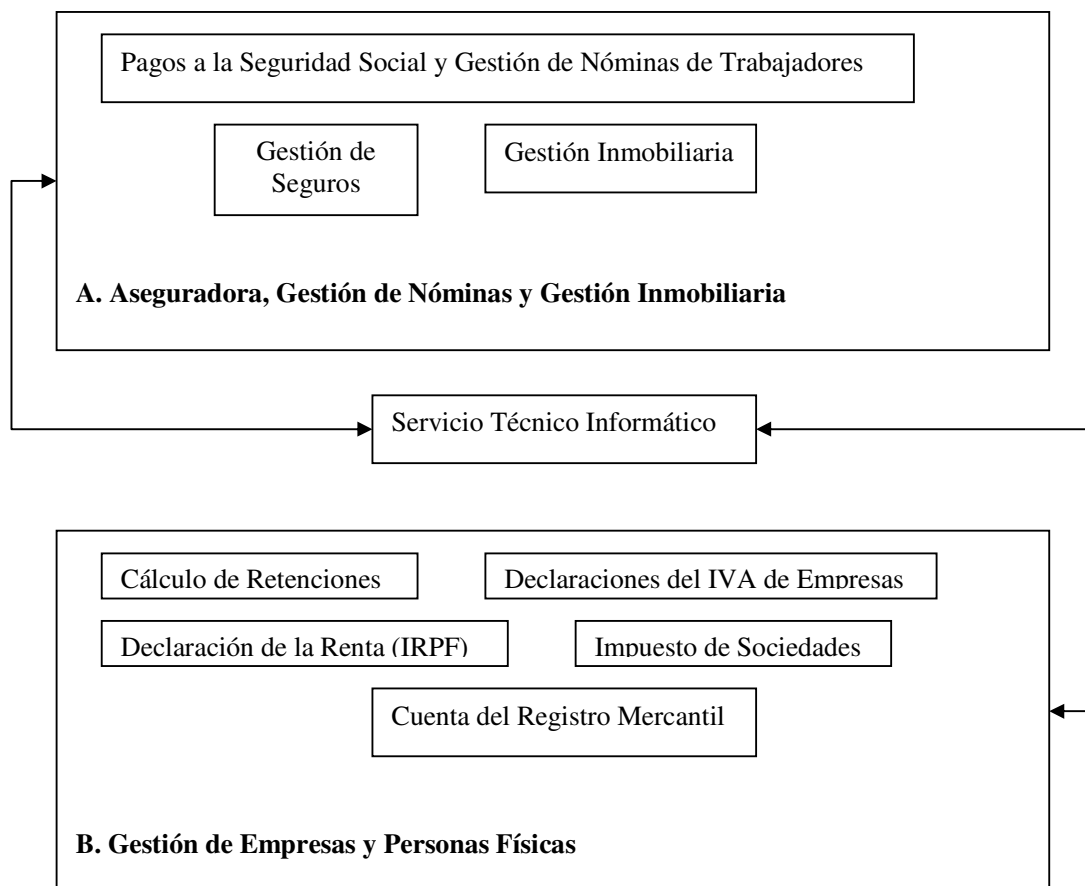 Pagos a la Seguridad Social y Gestión de Nóminas de Trabajadores
Gestión de
Seguros
Gestión Inmobiliaria
A. Aseguradora, Gestión de Nóminas y Gestión Inmobiliaria
Servicio Técnico Informático
Cálculo de Retenciones
Declaraciones del IVA de Empresas
Declaración de la Renta (IRPF)
Impuesto de Sociedades
Cuenta del Registro Mercantil
B. Gestión de Empresas y Personas Físicas